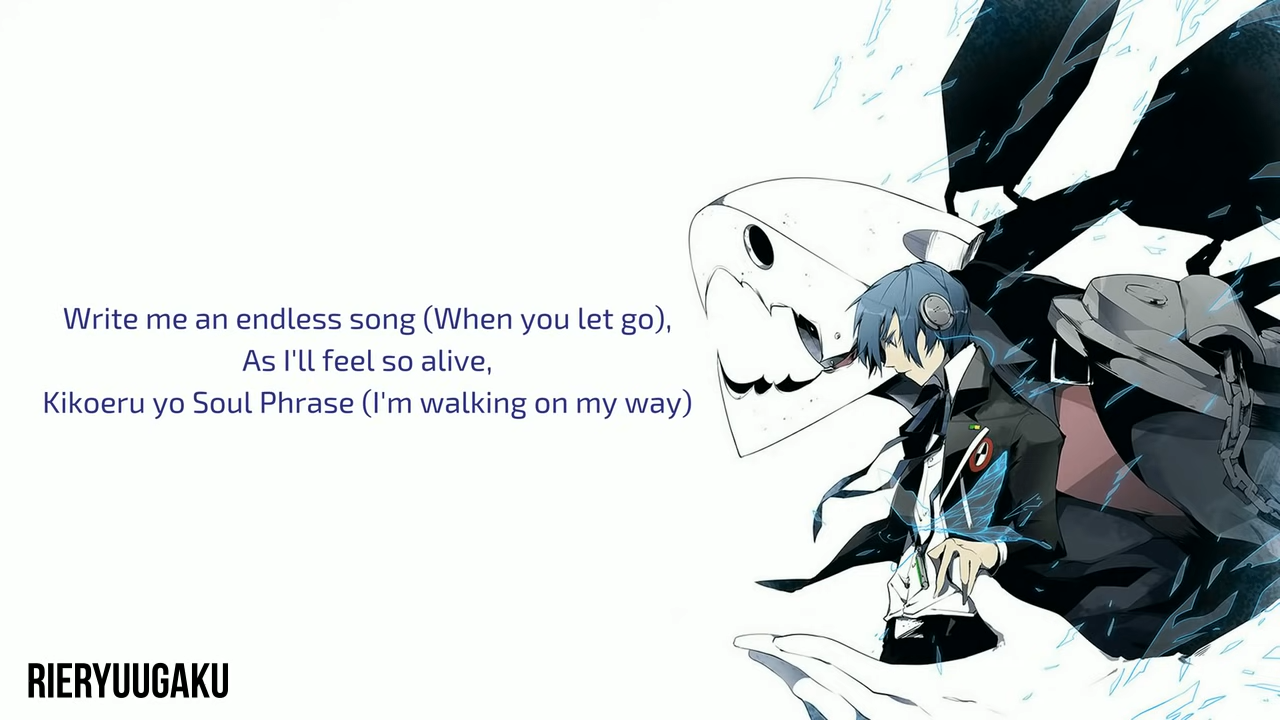 Write me an endless song (When you let go),
As I'll feel so alive,
Kikoeru yo Soul Phrase (I'm walking on my way)
RIERYUUGAKU